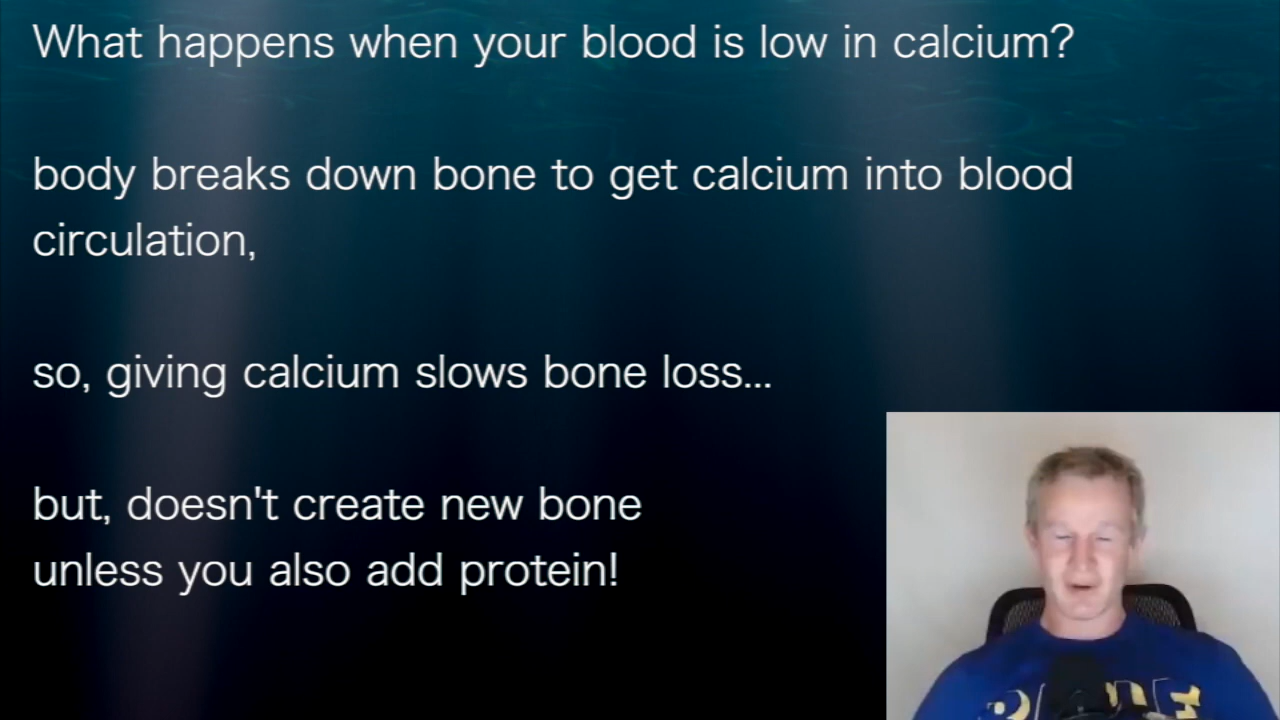 What happens when your blood is low in calcium?
body breaks down bone to get calcium into blood
circulation,
so, giving calcium slows bone loss...
but, doesn't create new bone
unless you also add protein!